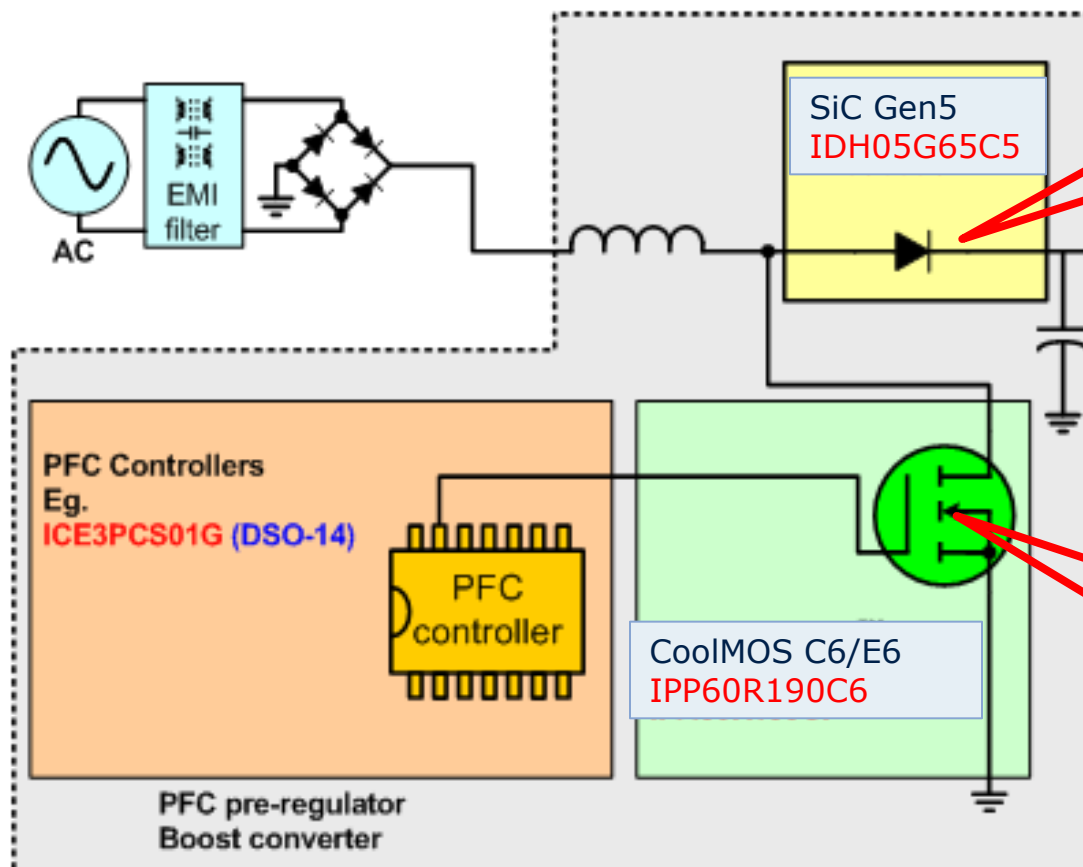 SiC Gen5
IDH05G65C5
EMI
filter
AC
PFC Controllers
Eg.
ICE3PCS01G (DSO-14)
PFC
controller
CoolMOS C6/E6
IPP60R190C6
PFC pre-regulator
Boost converter